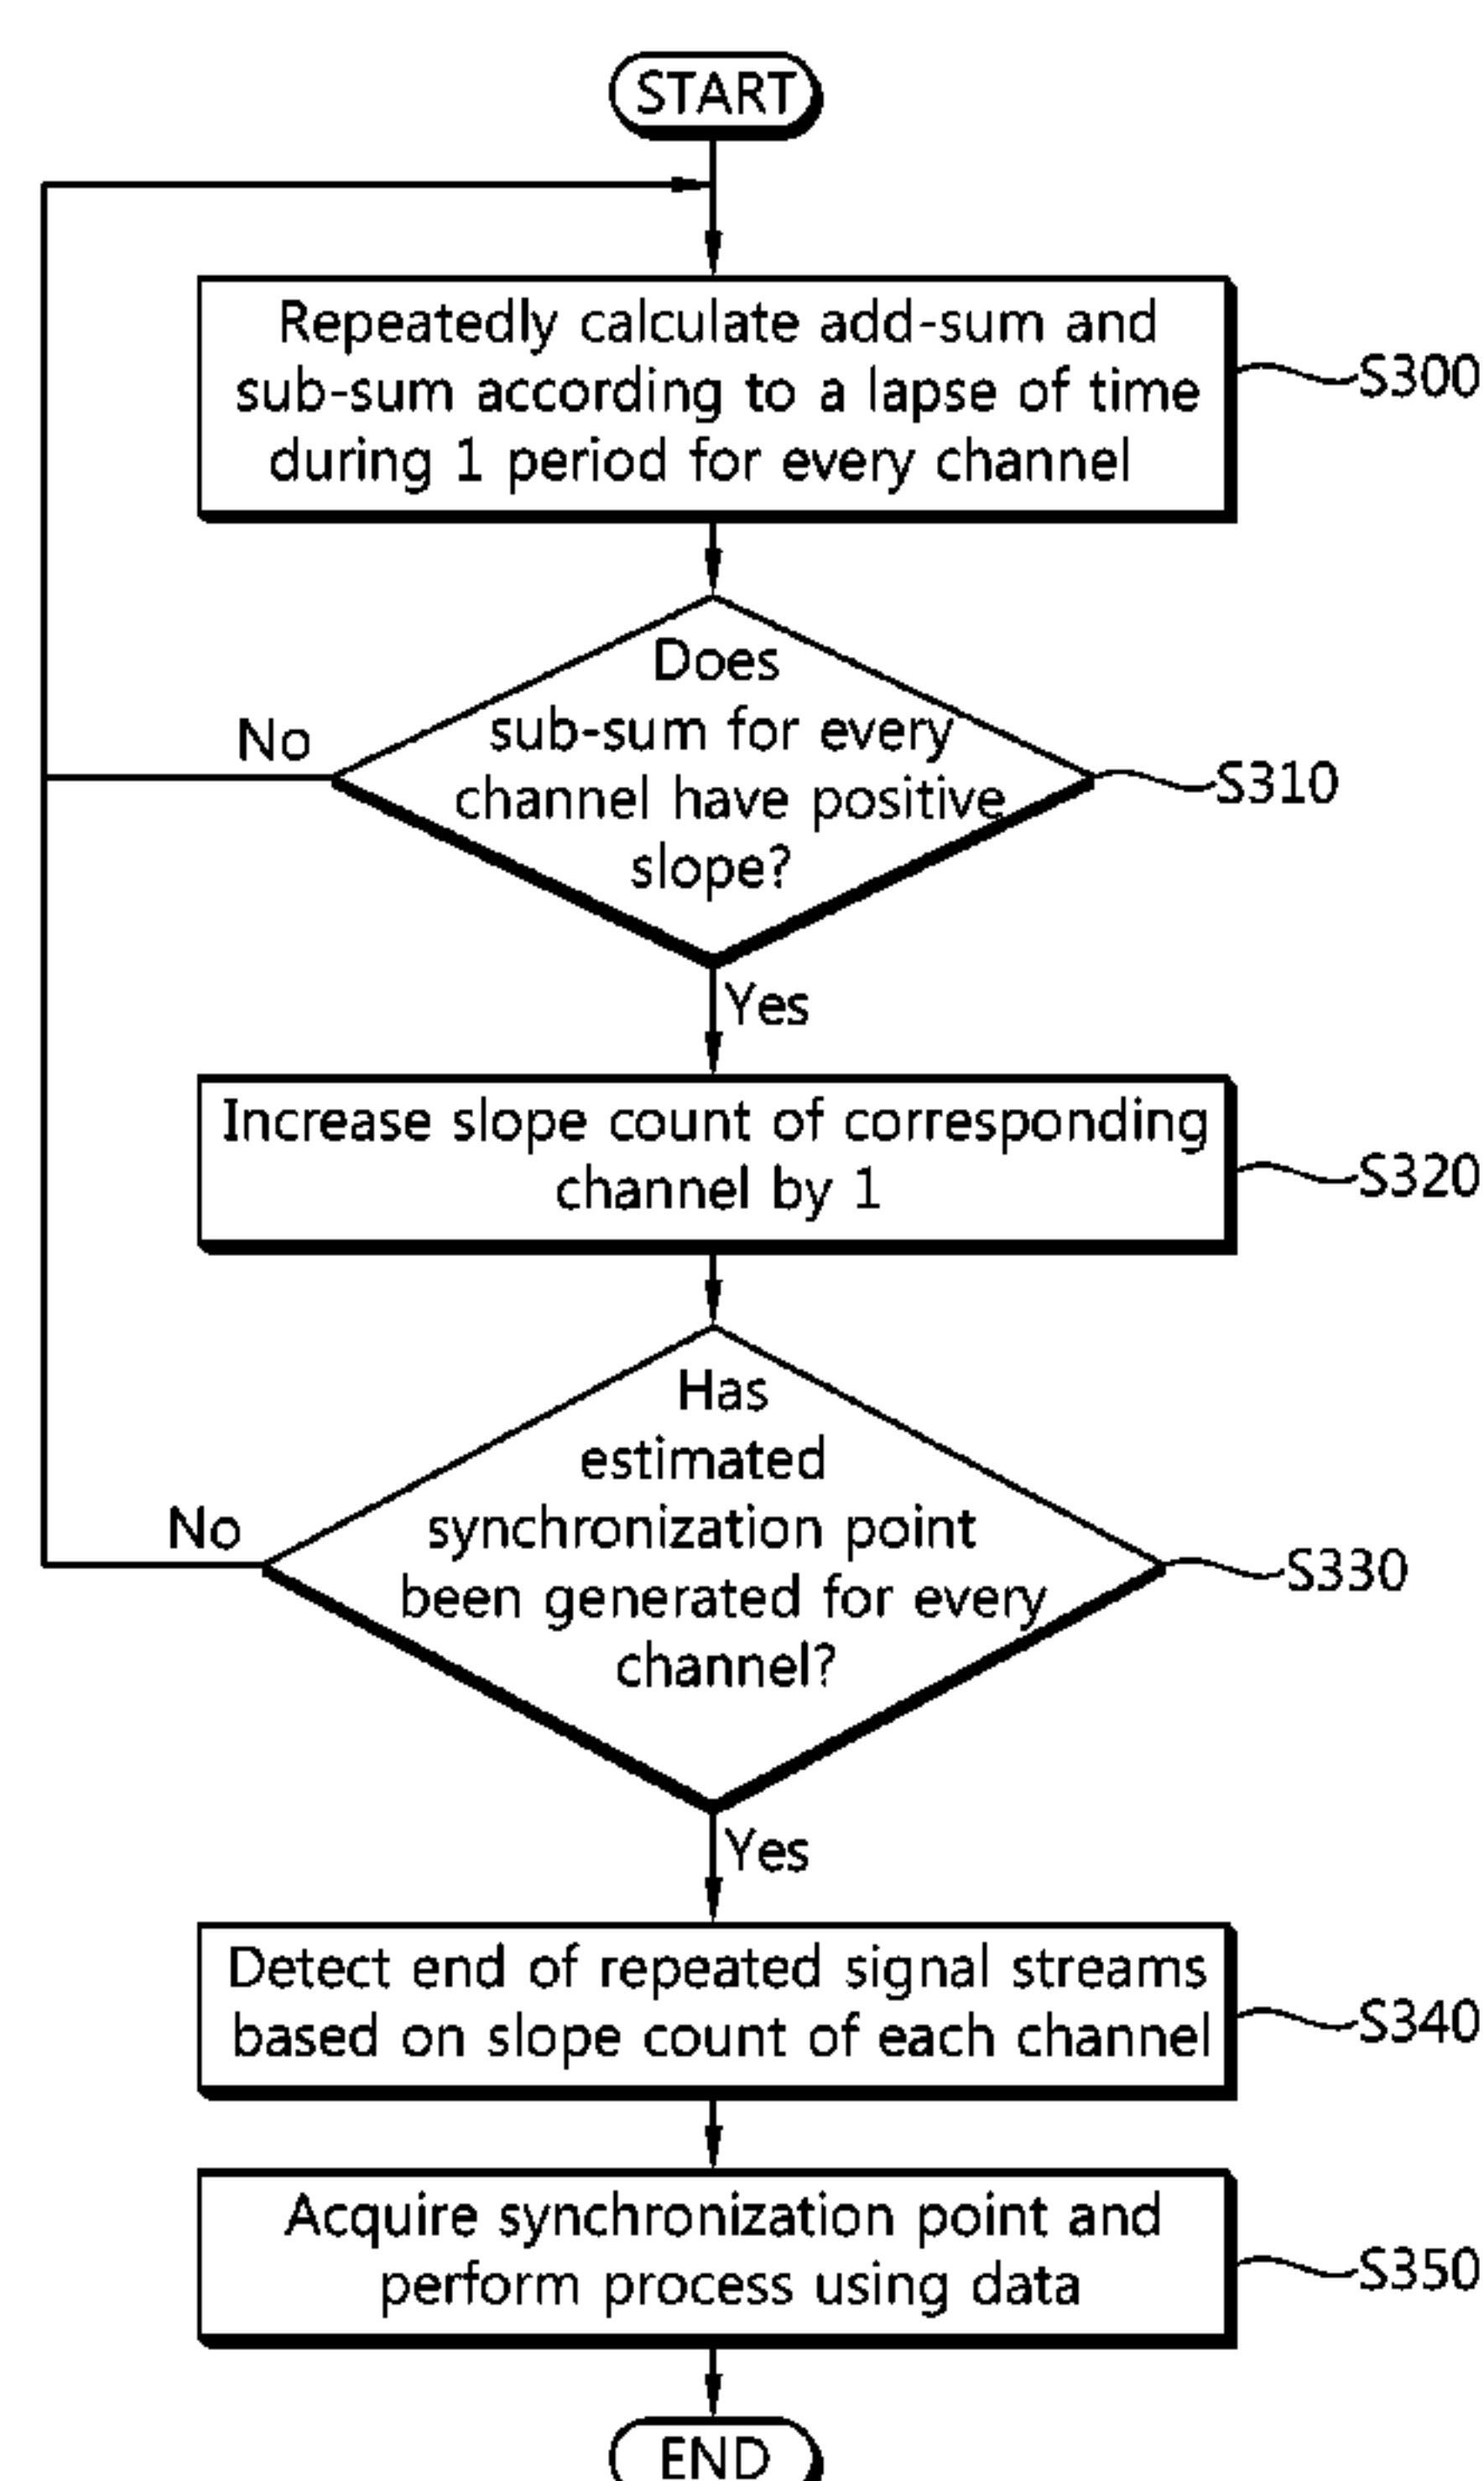 START
Repeatedly calculate add-sum and
sub-sum according to a lapse of time
during 1 period for every channel
S300
Does
sub-sum for every
channel have positive
slope?
No
S310
Yes
Increase slope count of corresponding
channel by 1
S320
Has
estimated
synchronization point
been generated for every
channel?
No
S330
Yes
Detect end of repeated signal streams
based on slope count of each channel
S340
Acquire synchronization point and
perform process using data
S350
END